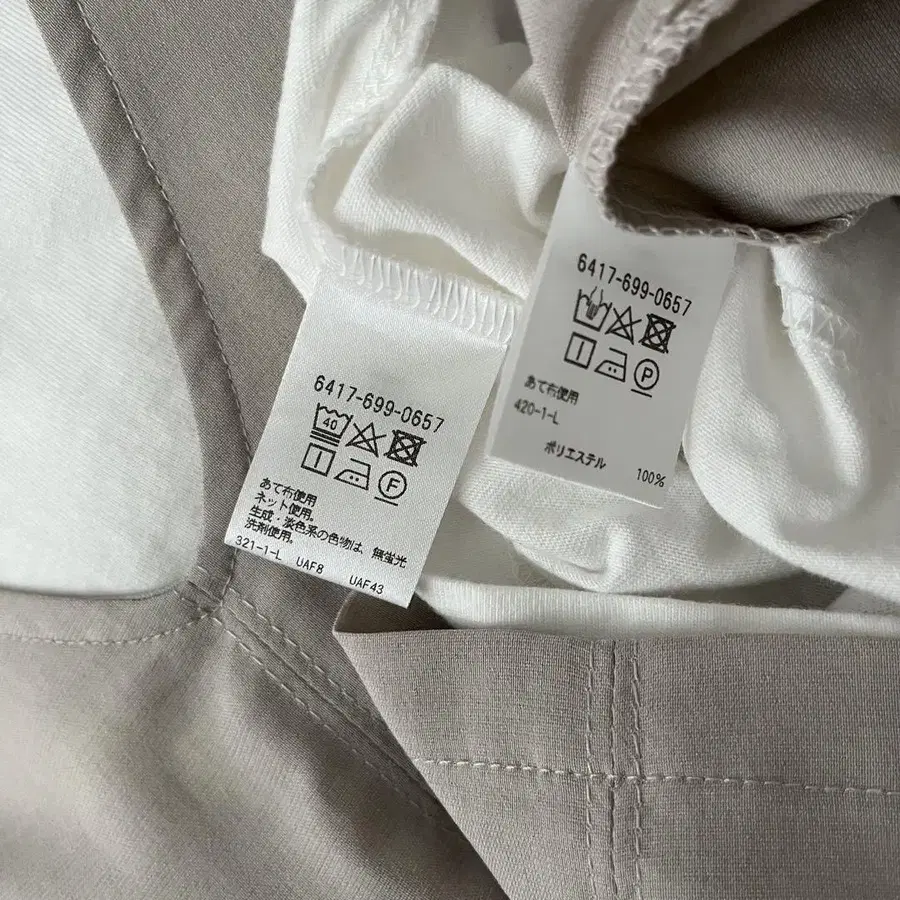 6417-699-0657
40
F
あて布使用
ネット使用。
生成・淡色系の色物は、無蛍光
洗剤使用。
321-1-L UAF8 UAF43
6417-699-0657
P
あて布使用
420-1-L
ポリエステル 100%